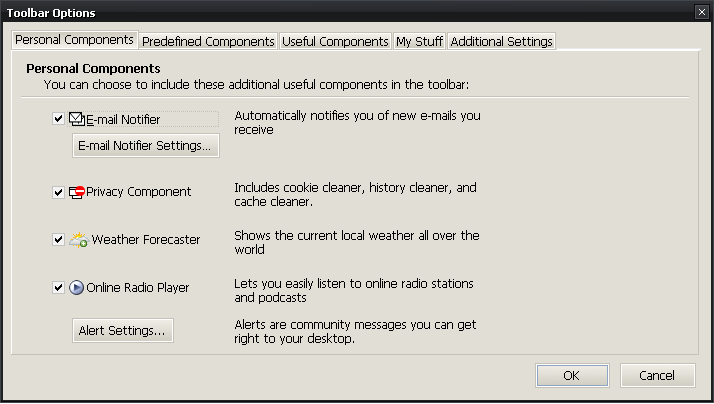 Toolbar Options
Personal Components Predefined Components Useful Components My Stuff Additional Settings
Personal Components
You can choose to include these additional useful components in the toolbar:
E-mail Notifier
Automatically notifies you of new e-mails you
receive
E-mail Notifier Settings...
Privacy Component
Includes cookie cleaner, history cleaner, and
cache cleaner.
Weather Forecaster
Shows the current local weather all over the
world
Online Radio Player
Lets you easily listen to online radio stations
and podcasts
Alert Settings...
Alerts are community messages you can get
right to your desktop.
OK Cancel